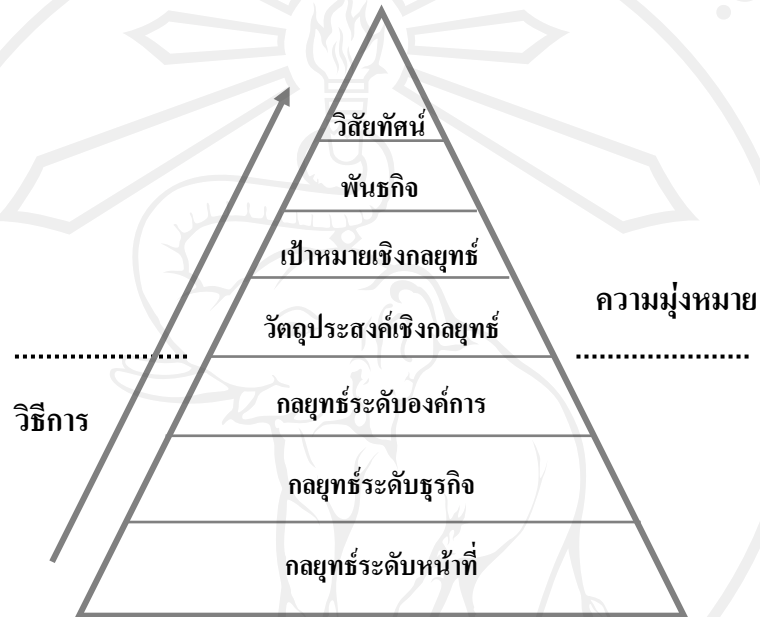 วิสัยทัศน์
พันธกิจ
เป้าหมายเชิงกลยุทธ์
ความมุ่งหมาย
วัตถุประสงค์เชิงกลยุทธ์
กลยุทธ์ระดับองค์การ
วิธีการ
กลยุทธ์ระดับธุรกิจ
กลยุทธ์ระดับหน้าที่